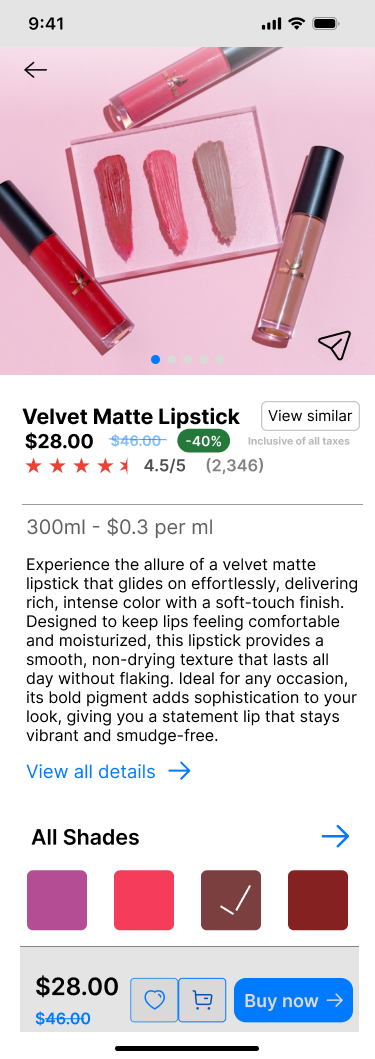 9:41
Velvet Matte Lipstick
View similar
$28.00 $46.00 -40% Inclusive of all taxes
4.5/5 (2,346)
300ml - $0.3 per ml
Experience the allure of a velvet matte
lipstick that glides on effortlessly, delivering
rich, intense color with a soft-touch finish.
Designed to keep lips feeling comfortable
and moisturized, this lipstick provides a
smooth, non-drying texture that lasts all
day without flaking. Ideal for any occasion,
its bold pigment adds sophistication to your
look, giving you a statement lip that stays
vibrant and smudge-free.
View all details
All Shades
$28.00
$46.00
Buy now